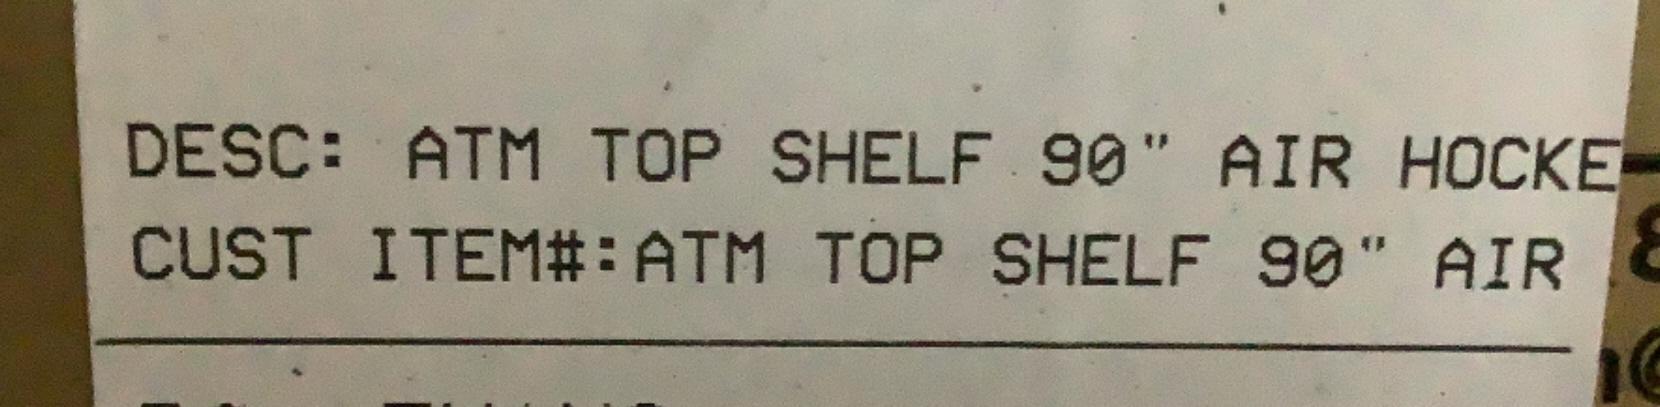 DESC: ATM TOP SHELF 90" AIR HOCKE
CUST ITEM#:ATM TOP SHELF 90" AIR